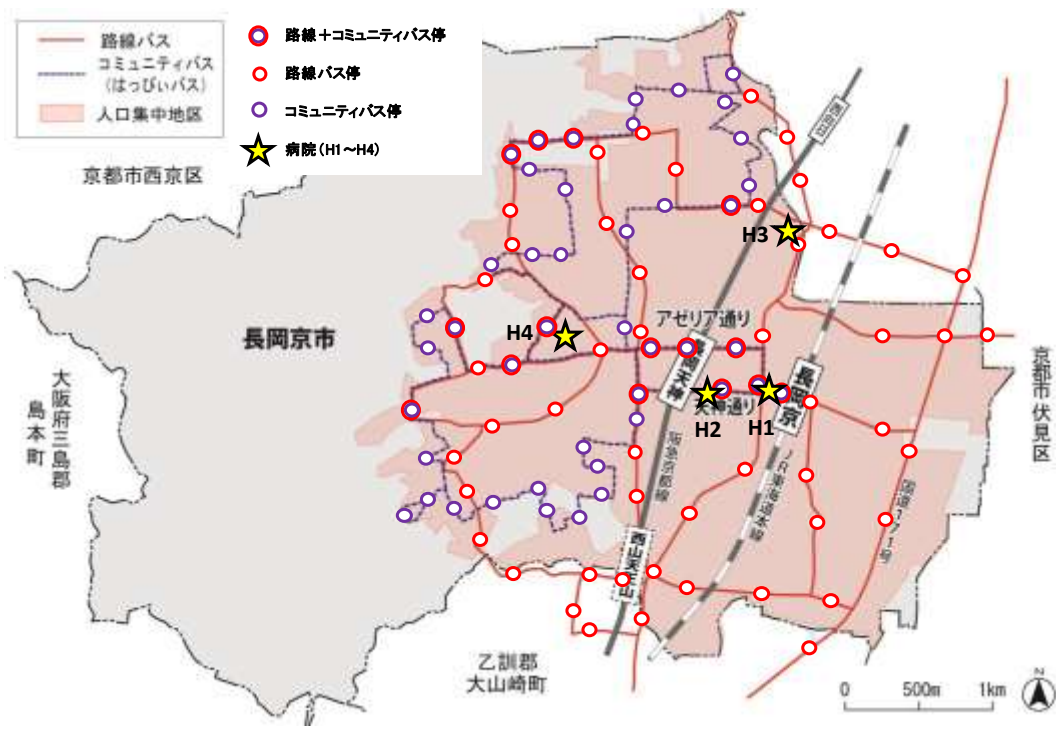 路線バス
コミュニティバス
(はっぴぃバス)
人口集中地区
路線+コミュニティバス停
路線バス停
コミュニティバス停
病院(H1~H4)
京都市西京区
西向日
H3
アゼリア通り
H4
長岡京市
長岡天神
長岡京
京都市伏見区
大阪府三島郡
島本町
天神通り
H2
H1
阪急京都線
JR東海道本線
国道171号
西山天王山
乙訓郡
大山崎町
N
0 500m 1km